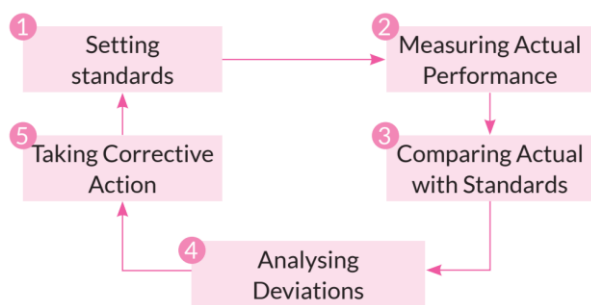 1
Setting
standards
2
Measuring Actual
Performance
3
Comparing Actual
with Standards
4
Analysing
Deviations
5
Taking Corrective
Action